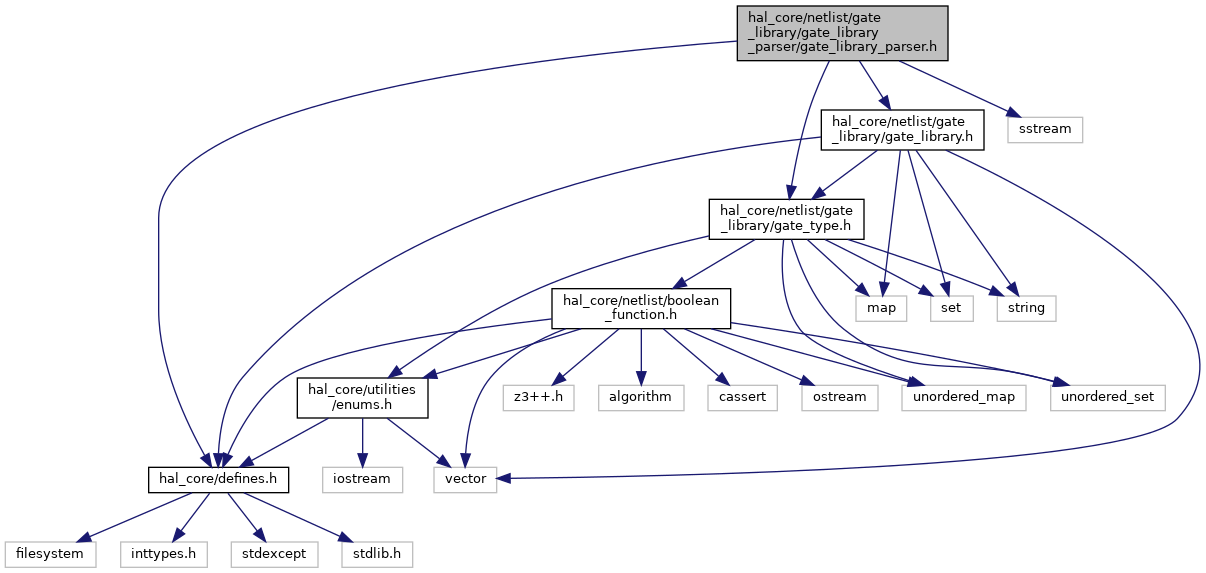 hal_core/netlist/gate
_library/gate_library
_parser/gate_library_parser.h
hal_core/netlist/gate
_library/gate_library.h
sstream
hal_core/netlist/gate
_library/gate_type.h
hal_core/netlist/boolean
_function.h
map
set
string
hal_core/utilities
/enums.h
z3++.h
algorithm
cassert
ostream
unordered_map
unordered_set
hal_core/defines.h
iostream
vector
filesystem
inttypes.h
stdexcept
stdlib.h